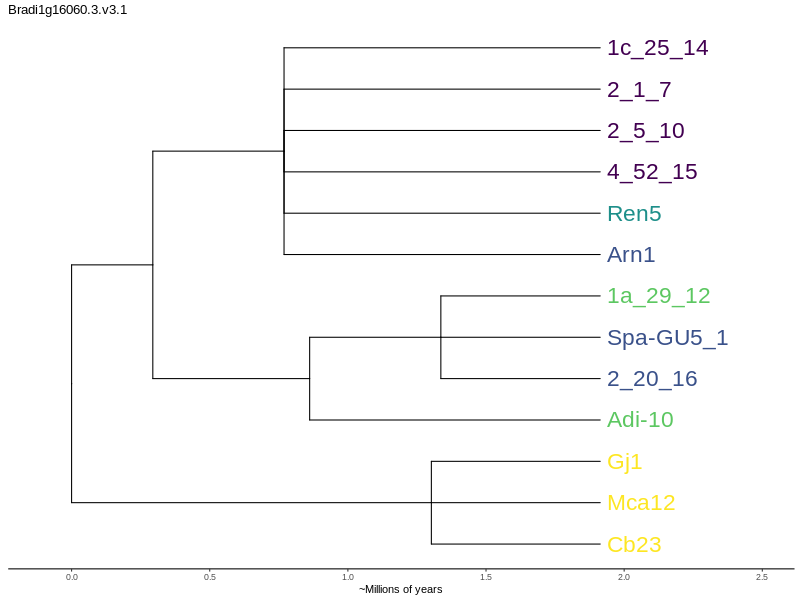 Bradi1g16060.3.v3.1
1c_25_14
2_1_7
2_5_10
4_52_15
Ren5
Arn1
1a_29_12
Spa-GU5_1
2_20_16
Adi-10
Gj1
Mca12
Cb23
0.0 0.5 1.0 1.5 2.0 2.5
~Millions of years